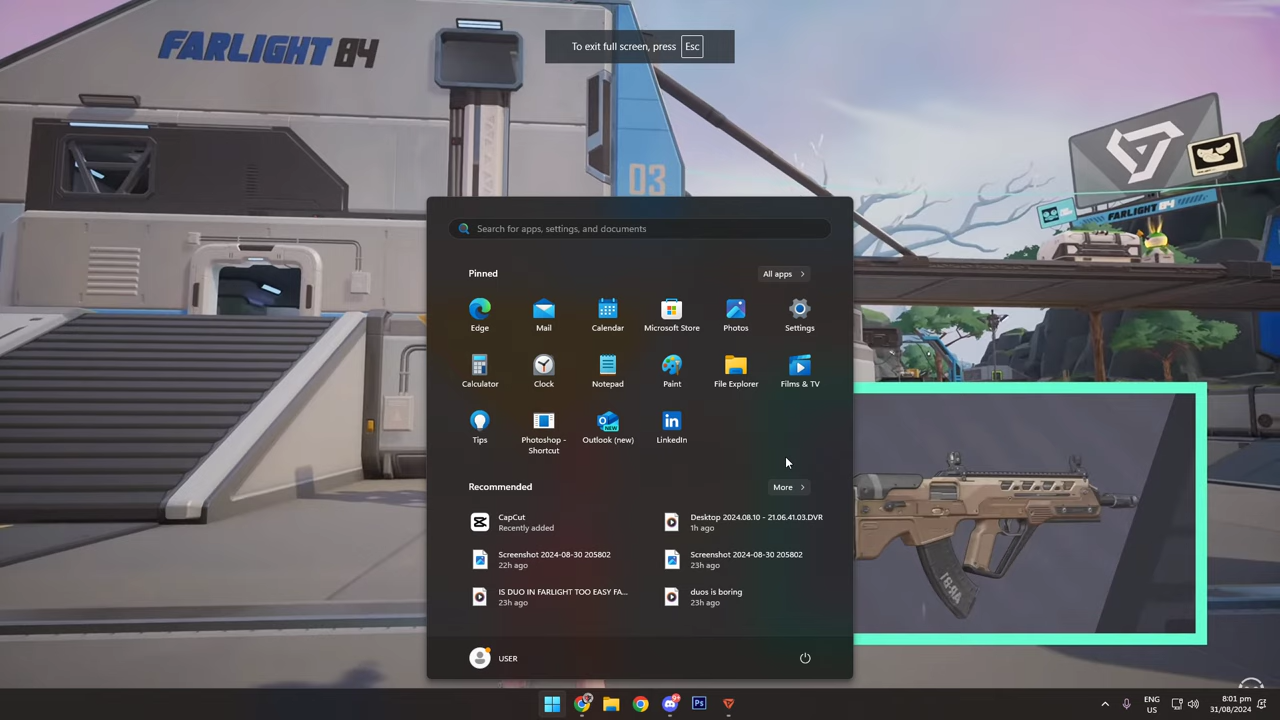 FARLIGHT 84
To exit full screen, press Esc
03
FARLIGHT 84
Search for apps, settings, and documents
Pinned
All apps
Edge
Mail
Calendar
Microsoft Store
Photos
Settings
Calculator
Clock
Notepad
Paint
File Explorer
Films & TV
Tips
Photoshop -
Shortcut
Outlook (new)
LinkedIn
Recommended
More
CapCut
Recently added
Desktop 2024.08.10 - 21.06.41.03.DVR
1h ago
Screenshot 2024-08-30 205802
22h ago
Screenshot 2024-08-30 205802
23h ago
IS DUO IN FARLIGHT TOO EASY FA...
23h ago
duos is boring
23h ago
USER
9+
Ps
ENG
US
8:01 pm
31/08/2024